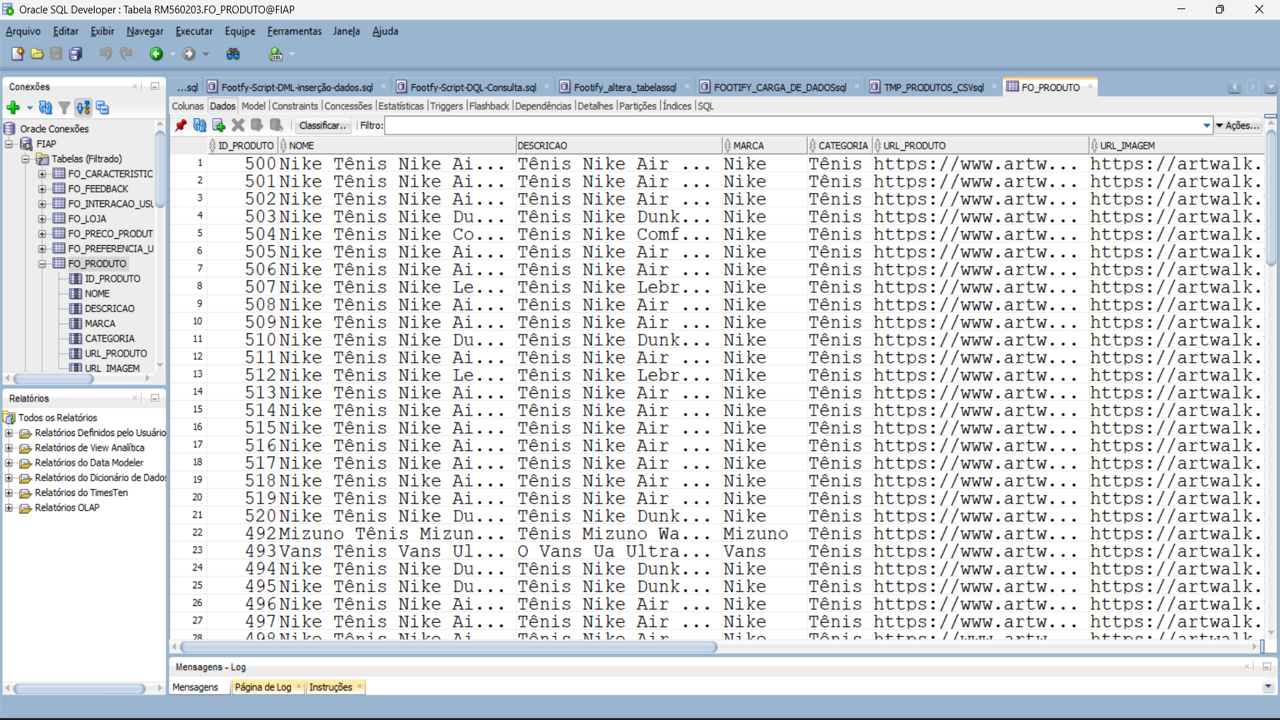 Oracle SQL Developer : Tabela RM560203.FO_PRODUTO@FIAP
Arquivo Editar Exibir Navegar Executar Equipe Ferramentas Janela Ajuda
Conexões
Oracle Conexões
FIAP
Tabelas (Filtrado)
FO_CARACTERISTIC
FO_FEEDBACK
FO_INTERACAO_USU
FO_LOJA
FO_PRECO_PRODUT
FO_PREFERENCIA_U
FO_PRODUTO
ID_PRODUTO
NOME
DESCRICAO
MARCA
CATEGORIA
URL_PRODUTO
URL_IMAGEM
Relatórios
Todos os Relatórios
Relatórios Definidos pelo Usuário
Relatórios de View Analítica
Relatórios do Data Modeler
Relatórios do Dicionário de Dados
Relatórios do TimesTen
Relatórios OLAP
...sql Footfy-Script-DML-inserção-dados.sql Footfy-Script-DQL-Consulta.sql Footify_altera_tabelassql FOOTIFY_CARGA_DE_DADOSsql TMP_PRODUTOS_CSVsql FO_PRODUTO
Colunas Dados Model Constraints Concessões Estatísticas Triggers Flashback Dependências Detalhes Partições Índices SQL
Classificar.. Filtro: Ações...
ID_PRODUTO NOME DESCRICAO MARCA CATEGORIA URL_PRODUTO URL_IMAGEM
1 500 Nike Tênis Nike Ai... Tênis Nike Air ... Nike Tênis https://www.artw... https://artwalk.
2 501 Nike Tênis Nike Ai... Tênis Nike Air ... Nike Tênis https://www.artw... https://artwalk.
3 502 Nike Tênis Nike Ai... Tênis Nike Air ... Nike Tênis https://www.artw... https://artwalk.
4 503 Nike Tênis Nike Du... Tênis Nike Dunk... Nike Tênis https://www.artw... https://artwalk.
5 504 Nike Tênis Nike Co... Tênis Nike Comf... Nike Tênis https://www.artw... https://artwalk.
6 505 Nike Tênis Nike Ai... Tênis Nike Air ... Nike Tênis https://www.artw... https://artwalk.
7 506 Nike Tênis Nike Ai... Tênis Nike Air ... Nike Tênis https://www.artw... https://artwalk.
8 507 Nike Tênis Nike Le... Tênis Nike Lebr... Nike Tênis https://www.artw... https://artwalk.
9 508 Nike Tênis Nike Ai... Tênis Nike Air ... Nike Tênis https://www.artw... https://artwalk.
10 509 Nike Tênis Nike Ai... Tênis Nike Air ... Nike Tênis https://www.artw... https://artwalk.
11 510 Nike Tênis Nike Du... Tênis Nike Dunk... Nike Tênis https://www.artw... https://artwalk.
12 511 Nike Tênis Nike Ai... Tênis Nike Air ... Nike Tênis https://www.artw... https://artwalk.
13 512 Nike Tênis Nike Le... Tênis Nike Lebr... Nike Tênis https://www.artw... https://artwalk.
14 513 Nike Tênis Nike Ai... Tênis Nike Air ... Nike Tênis https://www.artw... https://artwalk.
15 514 Nike Tênis Nike Ai... Tênis Nike Air ... Nike Tênis https://www.artw... https://artwalk.
16 515 Nike Tênis Nike Ai... Tênis Nike Air ... Nike Tênis https://www.artw... https://artwalk.
17 516 Nike Tênis Nike Ai... Tênis Nike Air ... Nike Tênis https://www.artw... https://artwalk.
18 517 Nike Tênis Nike Ai... Tênis Nike Air ... Nike Tênis https://www.artw... https://artwalk.
19 518 Nike Tênis Nike Ai... Tênis Nike Air ... Nike Tênis https://www.artw... https://artwalk.
20 519 Nike Tênis Nike Ai... Tênis Nike Air ... Nike Tênis https://www.artw... https://artwalk.
21 520 Nike Tênis Nike Du... Tênis Nike Dunk... Nike Tênis https://www.artw... https://artwalk.
22 492 Mizuno Tênis Mizun... Tênis Mizuno Wa... Mizuno Tênis https://www.artw... https://artwalk.
23 493 Vans Tênis Vans Ul... O Vans Ua Ultra... Vans Tênis https://www.artw... https://artwalk.
24 494 Nike Tênis Nike Du... Tênis Nike Dunk... Nike Tênis https://www.artw... https://artwalk.
25 495 Nike Tênis Nike Du... Tênis Nike Dunk... Nike Tênis https://www.artw... https://artwalk.
26 496 Nike Tênis Nike Ai... Tênis Nike Air ... Nike Tênis https://www.artw... https://artwalk.
27 497 Nike Tênis Nike Ai... Tênis Nike Air ... Nike Tênis https://www.artw... https://artwalk.
28 498 Nike Tênis Nike Ai... Tênis Nike Air ... Nike Tênis https://www.artw... https://artwalk.
Mensagens - Log
Mensagens Página de Log Instruções